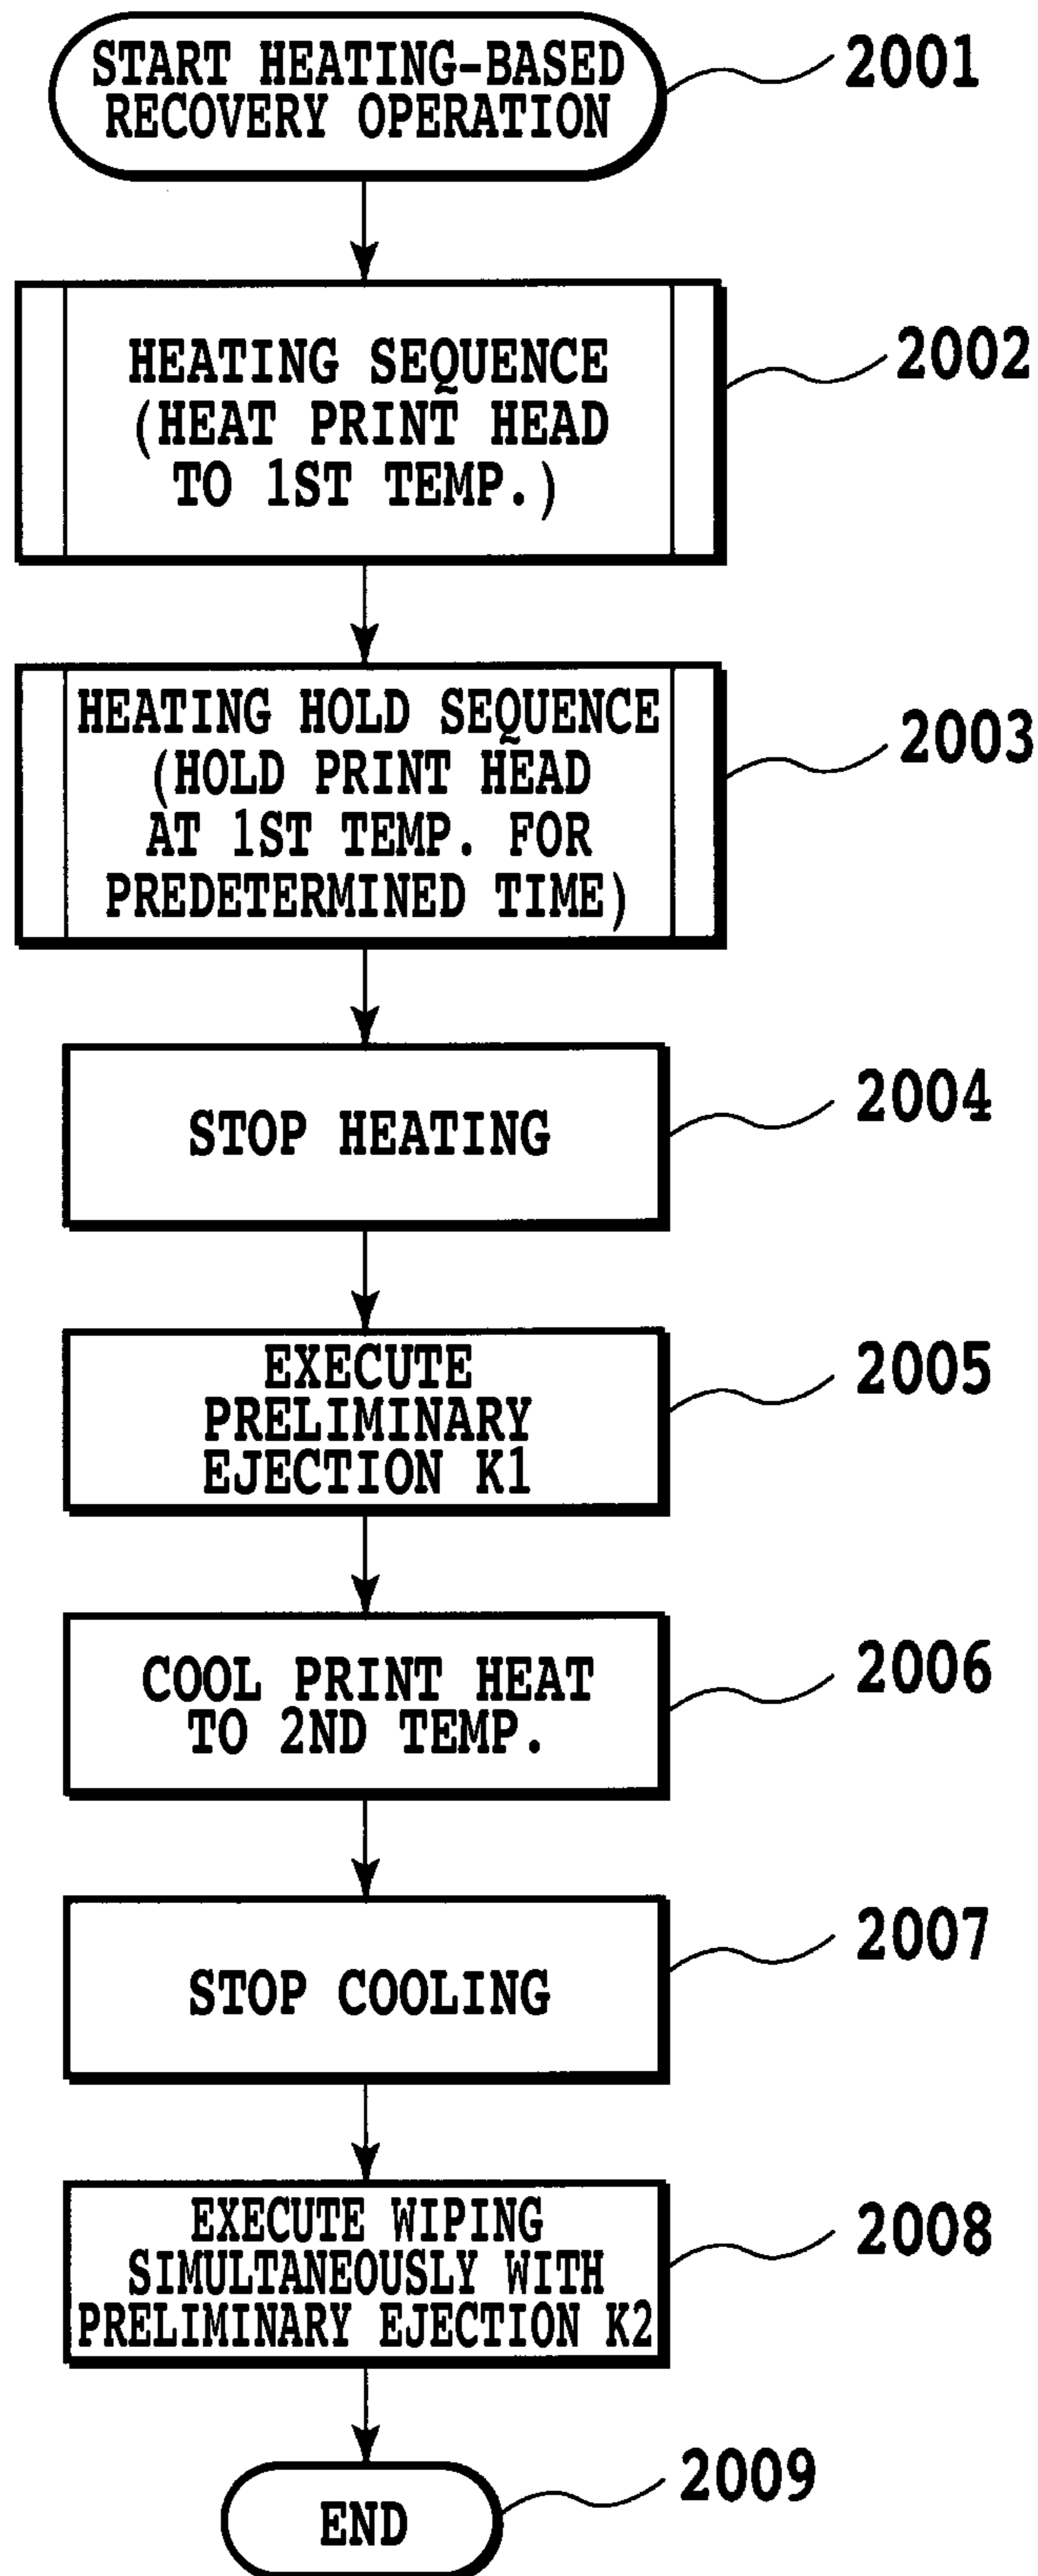 START HEATING-BASED
RECOVERY OPERATION
2001
HEATING SEQUENCE
(HEAT PRINT HEAD
TO 1ST TEMP.)
2002
HEATING HOLD SEQUENCE
(HOLD PRINT HEAD
AT 1ST TEMP. FOR
PREDETERMINED TIME)
2003
STOP HEATING
2004
EXECUTE
PRELIMINARY
EJECTION K1
2005
COOL PRINT HEAT
TO 2ND TEMP.
2006
STOP COOLING
2007
EXECUTE WIPING
SIMULTANEOUSLY WITH
PRELIMINARY EJECTION K2
2008
END
2009